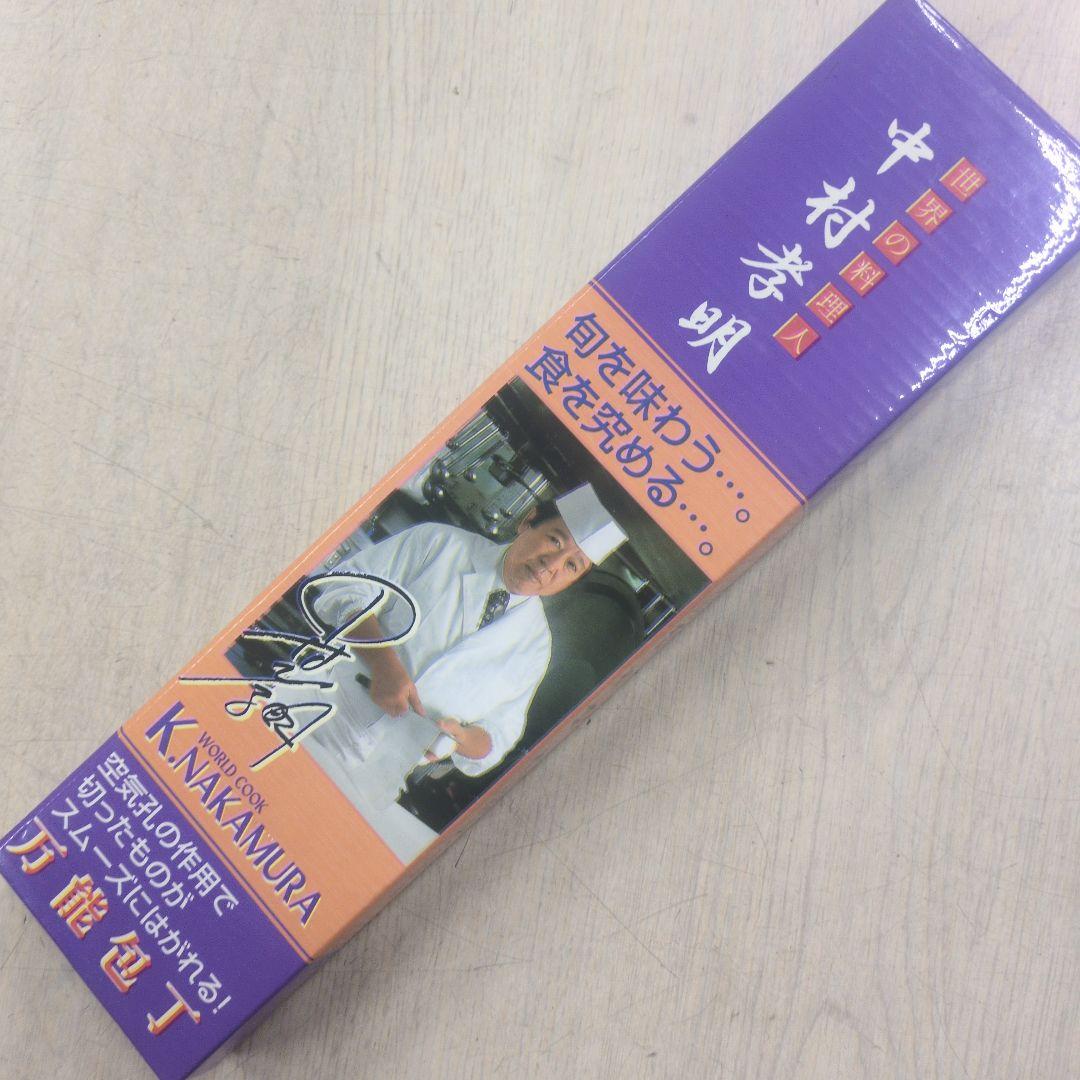 世界の料理人
中村孝明
旬を味わう…。
食を究める…。
WORLD COOK
K.NAKAMURA
空気孔の作用で
切ったものが
スムーズにはがれる!
万能包丁